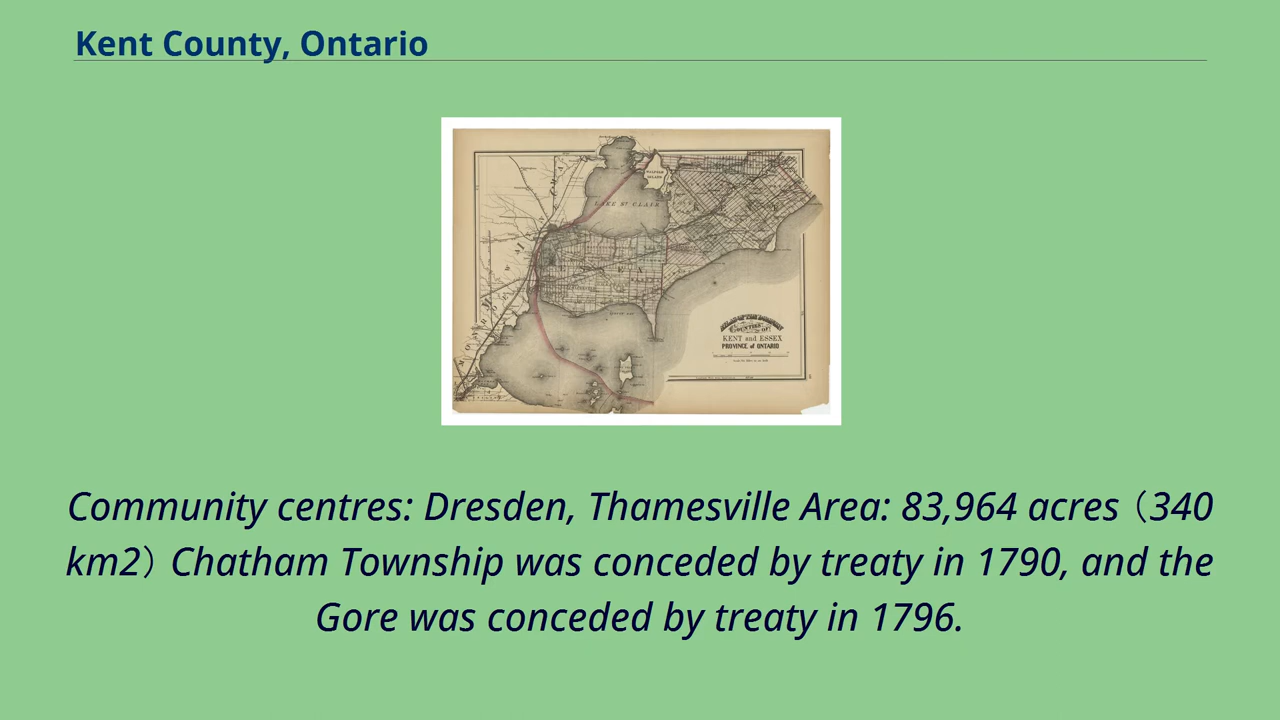 Kent County, Ontario
LAKE ST CLAIR
KENT and ESSEX
PROVINCE of ONTARIO
Community centres: Dresden, Thamesville Area: 83,964 acres（340
km2）Chatham Township was conceded by treaty in 1790, and the
Gore was conceded by treaty in 1796.